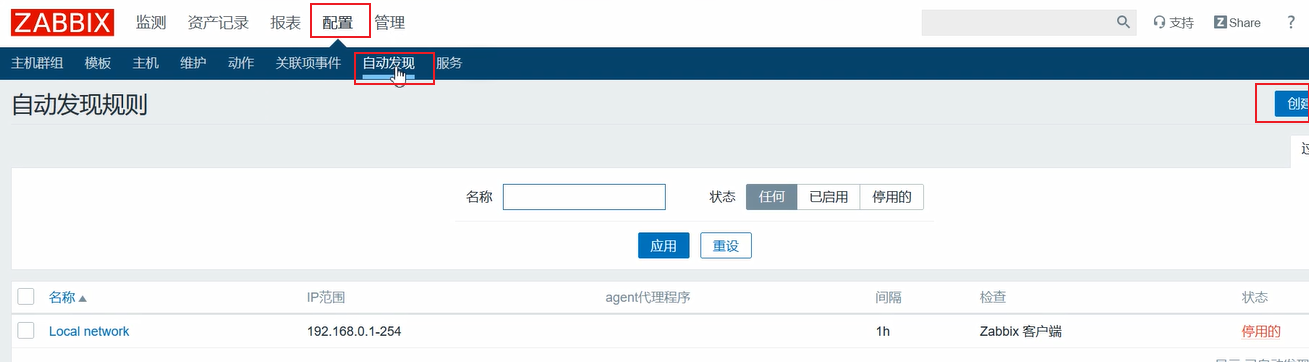 ZABBIX 监测 资产记录 报表 配置 管理 支持 Z Share ?
主机群组 模板 主机 维护 动作 关联项事件 自动发现 服务
自动发现规则 创建
名称 状态 任何 已启用 停用的
应用 重设
名称 IP范围 agent代理程序 间隔 检查 状态
Local network 192.168.0.1-254 1h Zabbix 客户端 停用的